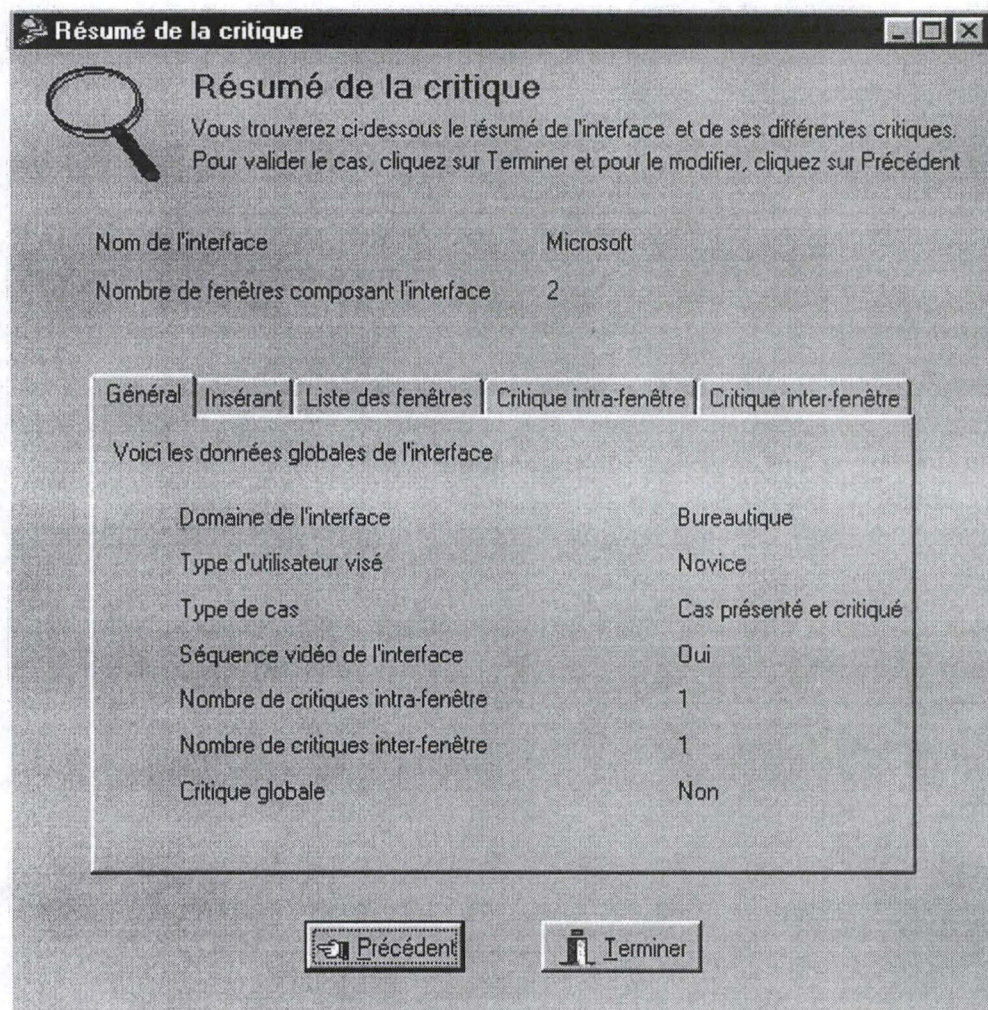 Résumé de la critique
Résumé de la critique
Vous trouverez ci-dessous le résumé de l'interface et de ses différentes critiques.
Pour valider le cas, cliquez sur Terminer et pour le modifier, cliquez sur Précédent
Nom de l'interface Microsoft
Nombre de fenêtres composant l'interface 2
Général Insérant Liste des fenêtres Critique intra-fenêtre Critique inter-fenêtre
Voici les données globales de l'interface
Domaine de l'interface Bureautique
Type d'utilisateur visé Novice
Type de cas Cas présenté et critiqué
Séquence vidéo de l'interface Oui
Nombre de critiques intra-fenêtre 1
Nombre de critiques inter-fenêtre 1
Critique globale Non
Précédent Terminer